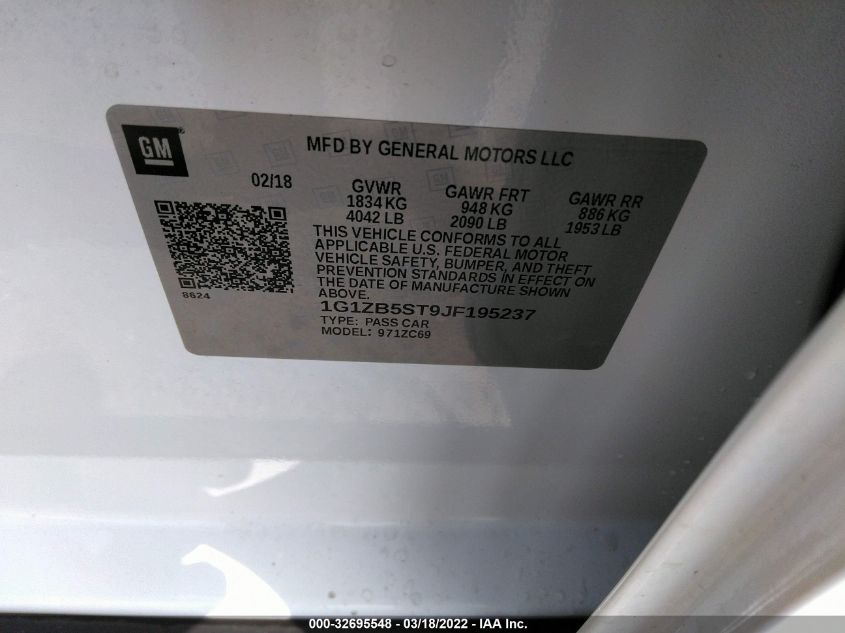 GM
MFD BY GENERAL MOTORS LLC
02/18
GVWR GAWR FRT GAWR RR
1834 KG 948 KG 886 KG
4042 LB 2090 LB 1953 LB
THIS VEHICLE CONFORMS TO ALL
APPLICABLE U.S. FEDERAL MOTOR
VEHICLE SAFETY, BUMPER, AND THEFT
PREVENTION STANDARDS IN EFFECT ON
THE DATE OF MANUFACTURE SHOWN
ABOVE.
8624
1G1ZB5ST9JF195237
TYPE: PASS CAR
MODEL: 971ZC69
000-32695548 - 03/18/2022 - IAA Inc.